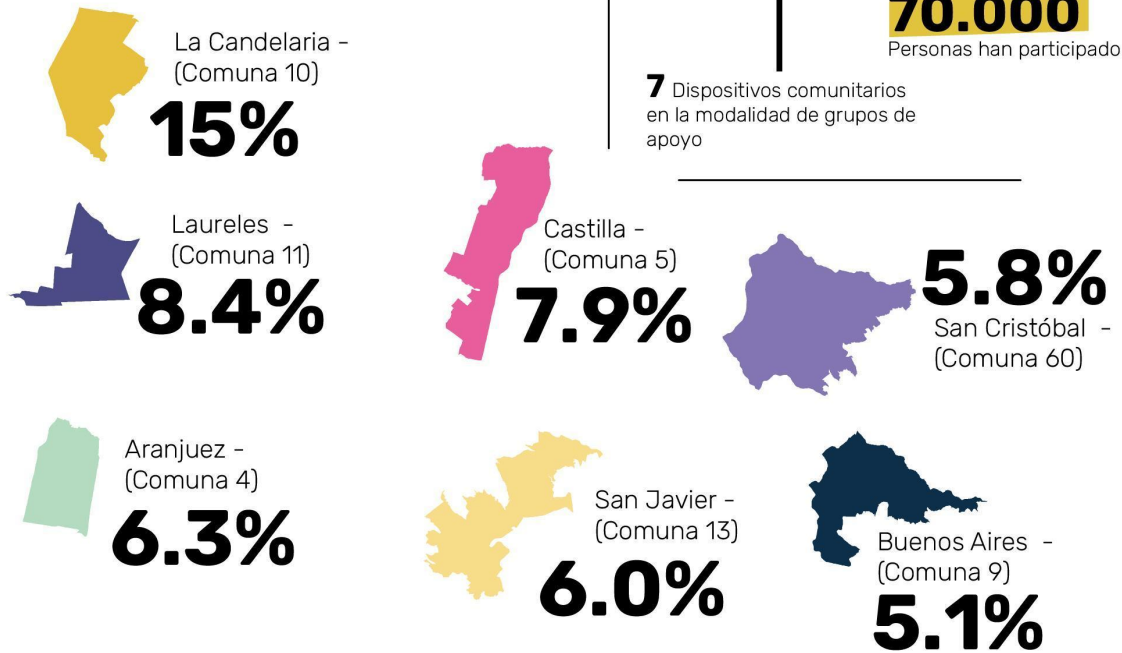 70.000
Personas han participado
7 Dispositivos comunitarios
en la modalidad de grupos de
apoyo
La Candelaria -
(Comuna 10)
15%
Laureles -
(Comuna 11)
8.4%
Castilla -
(Comuna 5)
7.9%
5.8%
San Cristóbal -
(Comuna 60)
Aranjuez -
(Comuna 4)
6.3%
San Javier -
(Comuna 13)
6.0%
Buenos Aires -
(Comuna 9)
5.1%